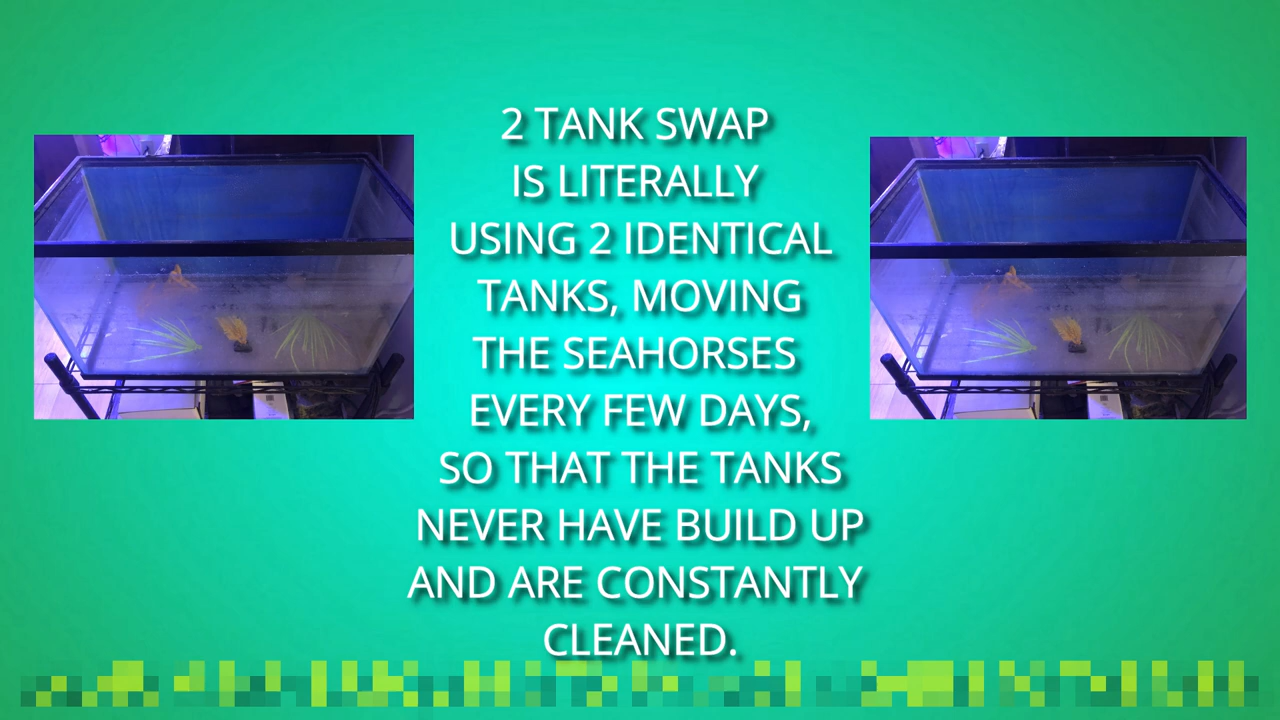 2 TANK SWAP
IS LITERALLY
USING 2 IDENTICAL
TANKS, MOVING
THE SEAHORSES
EVERY FEW DAYS,
SO THAT THE TANKS
NEVER HAVE BUILD UP
AND ARE CONSTANTLY
CLEANED.